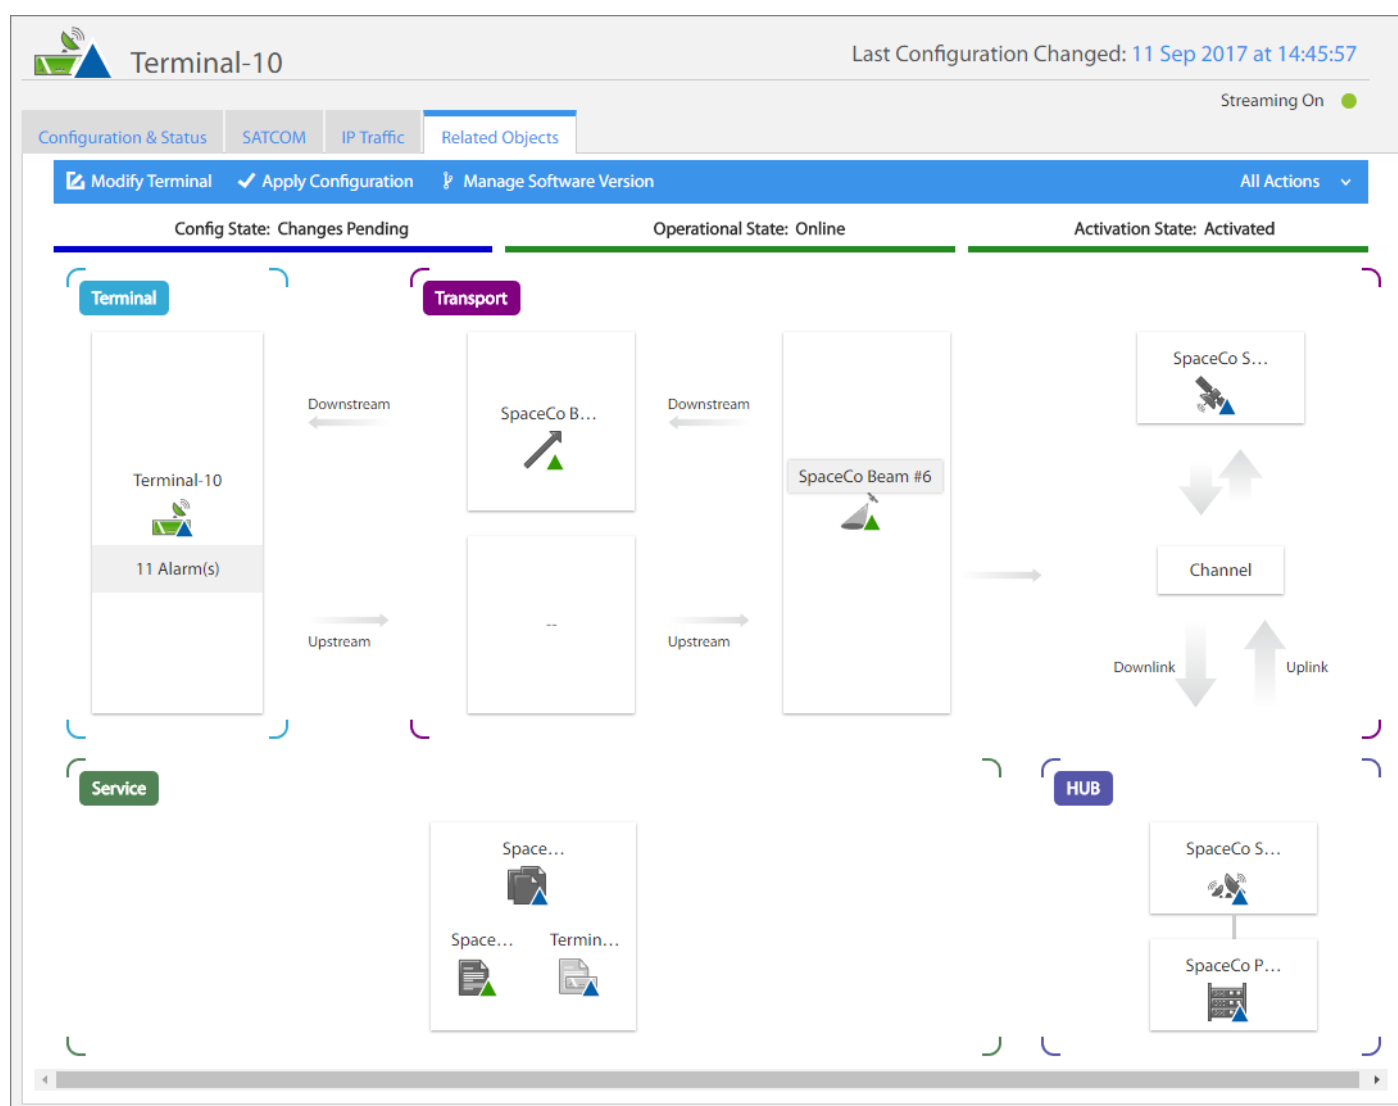 Terminal-10
Last Configuration Changed: 11 Sep 2017 at 14:45:57
Streaming On
Configuration & Status
SATCOM
IP Traffic
Related Objects
Modify Terminal
Apply Configuration
Manage Software Version
All Actions
Config State: Changes Pending
Operational State: Online
Activation State: Activated
Terminal
Transport
SpaceCo S...
Downstream
SpaceCo B...
Downstream
Terminal-10
SpaceCo Beam #6
11 Alarm(s)
Channel
--
Upstream
Upstream
Downlink
Uplink
Service
HUB
Space...
SpaceCo S...
Space...
Termin...
SpaceCo P...